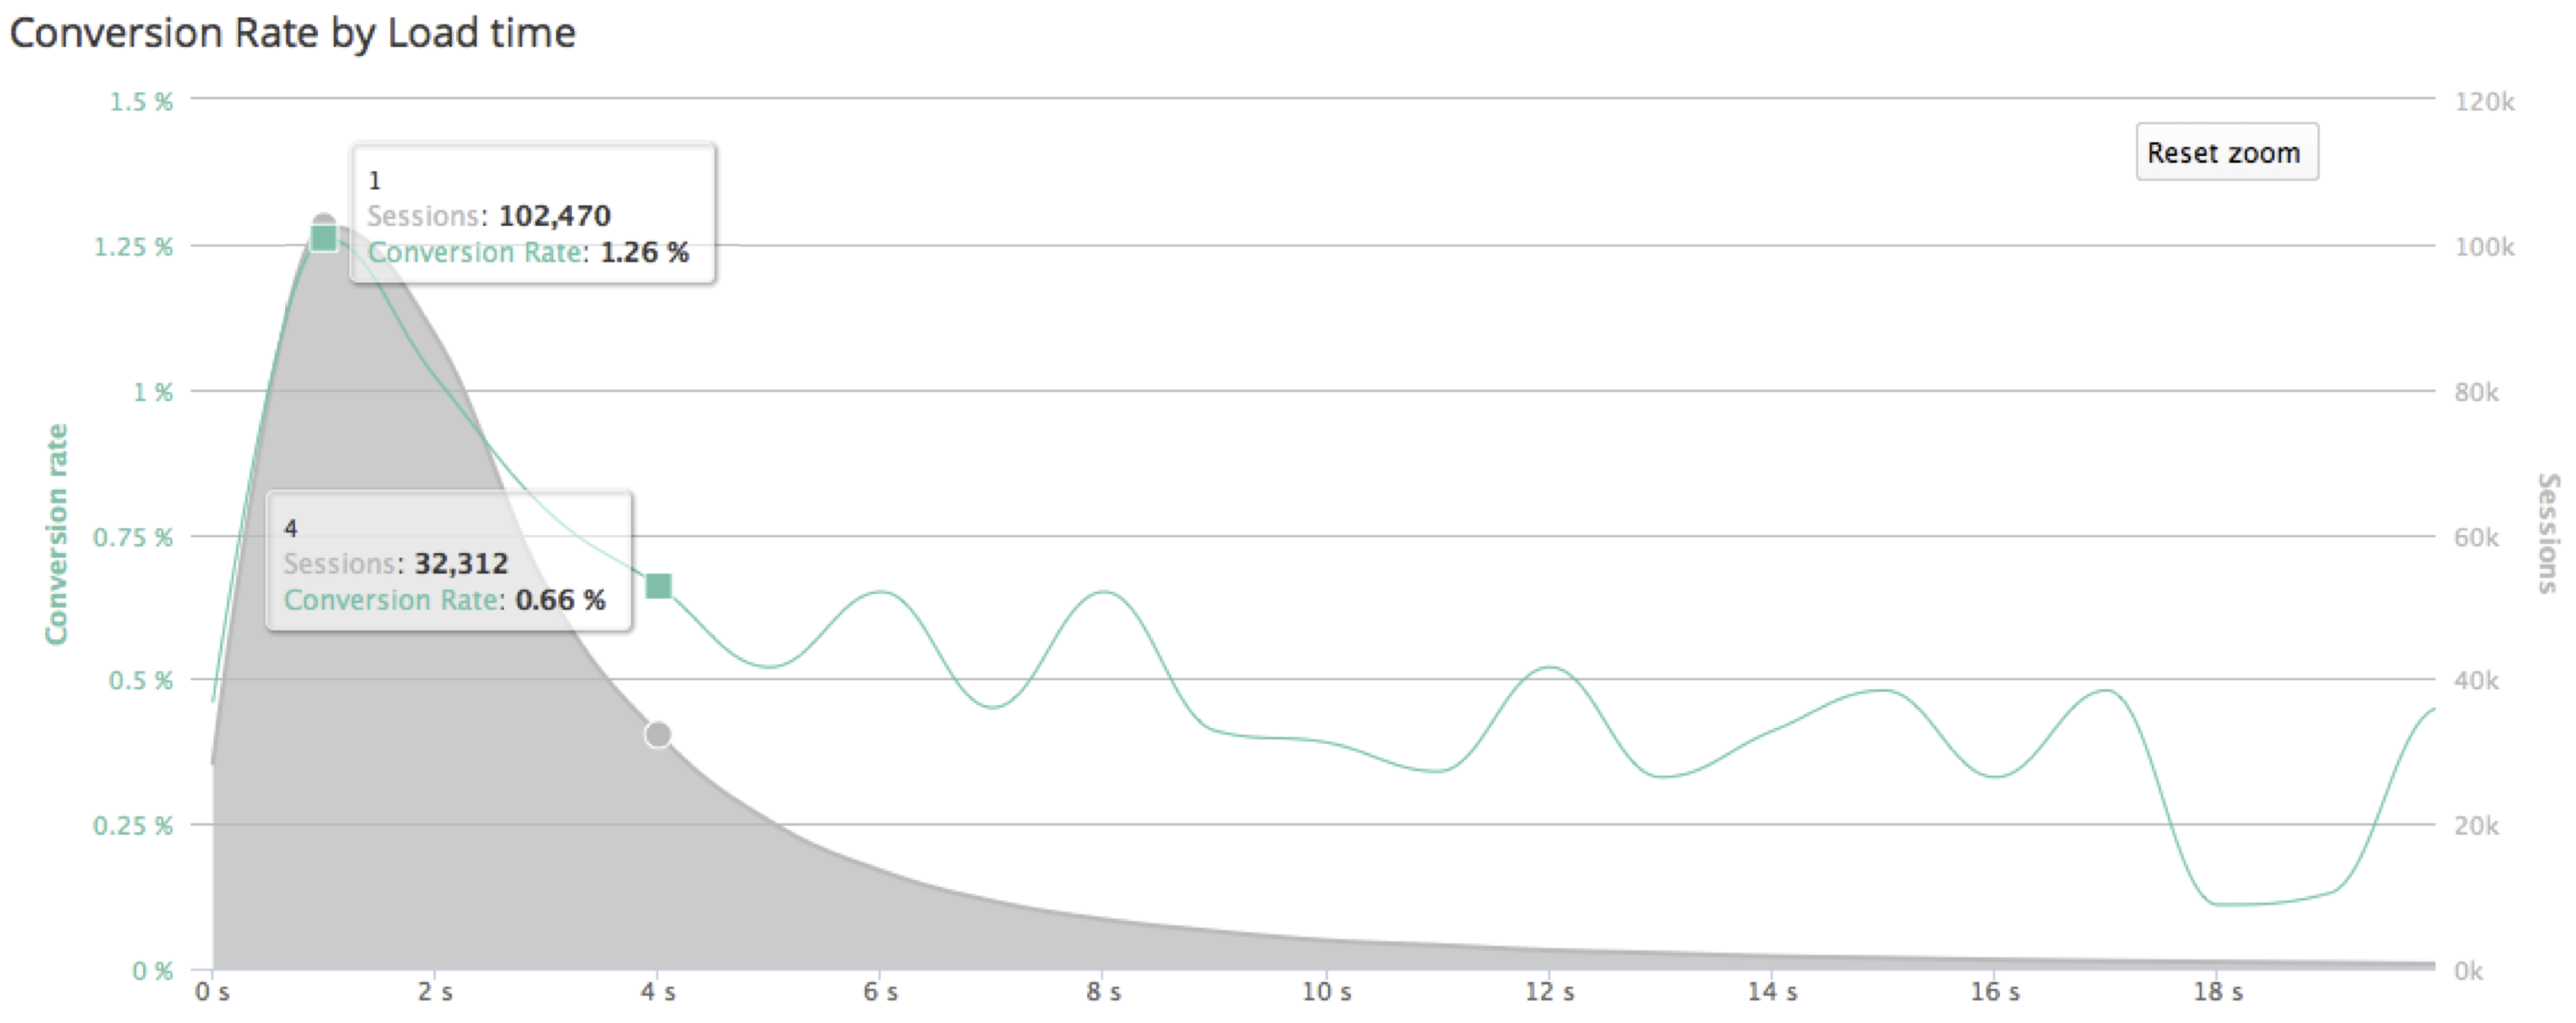 Conversion Rate by Load time
1.5 %
120k
Reset zoom
1
Sessions: 102,470
Conversion Rate: 1.26 %
1.25 %
100k
1 %
80k
Conversion rate
4
Sessions: 32,312
Conversion Rate: 0.66 %
0.75 %
60k
Sessions
0.5 %
40k
0.25 %
20k
0 %
0k
0 s
2 s
4 s
6 s
8 s
10 s
12 s
14 s
16 s
18 s